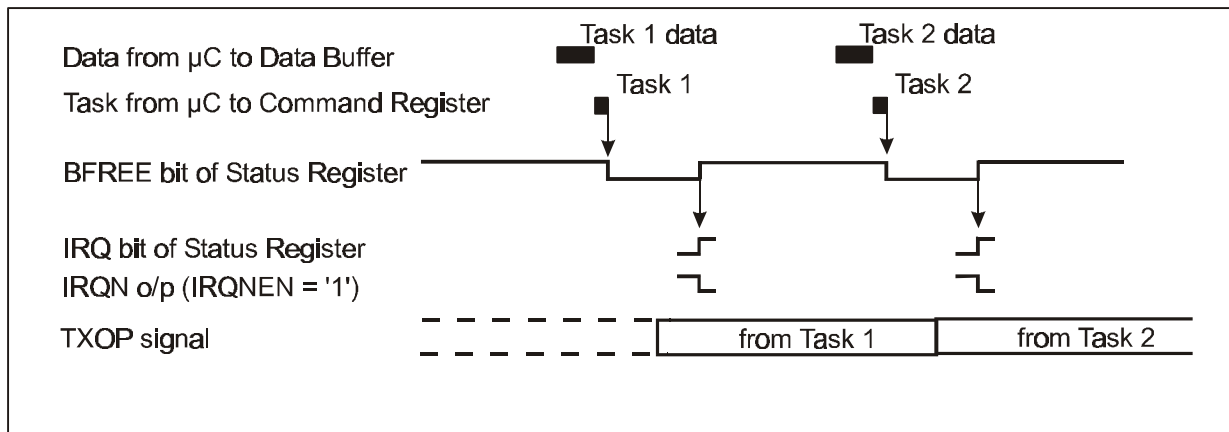 Task 1 data Task 2 data
Data from µC to Data Buffer
Task 1 Task 2
Task from µC to Command Register
BFREE bit of Status Register
IRQ bit of Status Register
IRQN o/p (IRQNEN = '1')
TXOP signal from Task 1 from Task 2